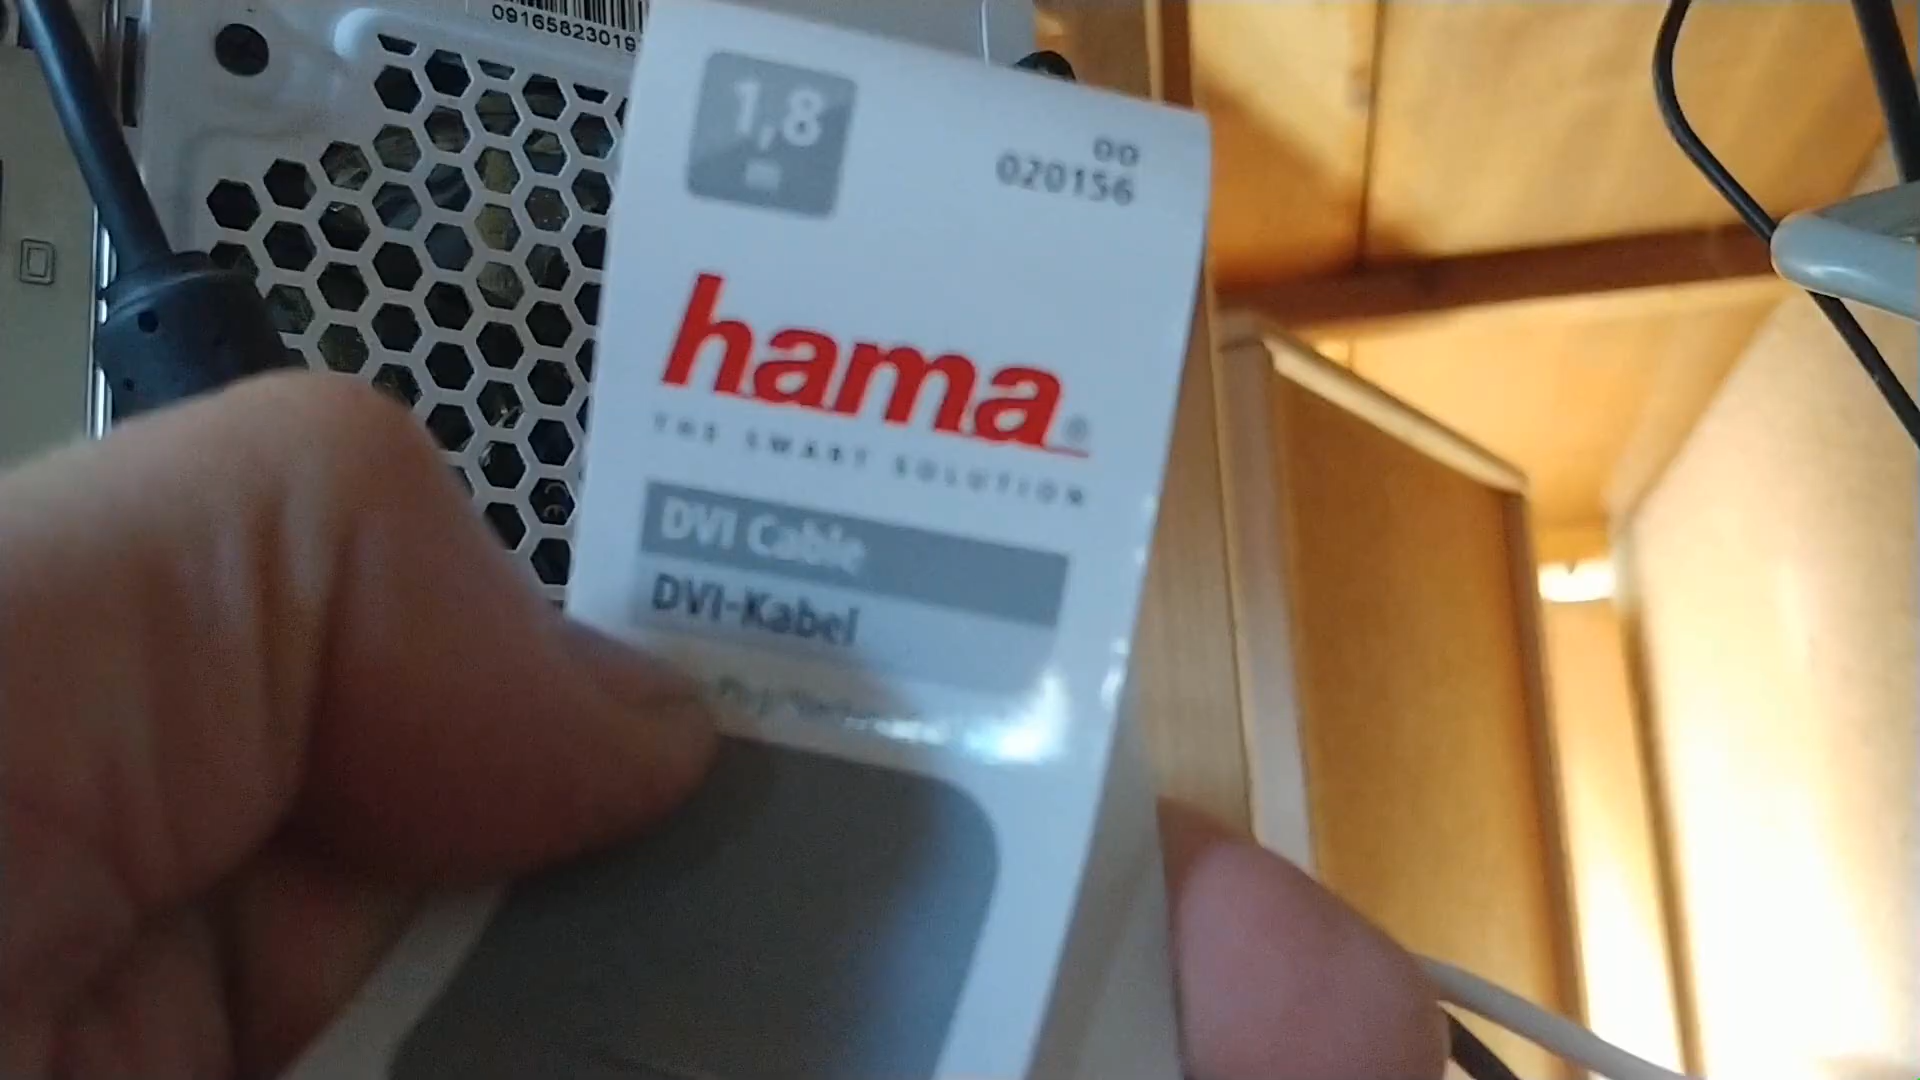 09165823019
1,8
m
00
020156
hama®
THE SMART SOLUTION
DVI Cable
DVI-Kabel